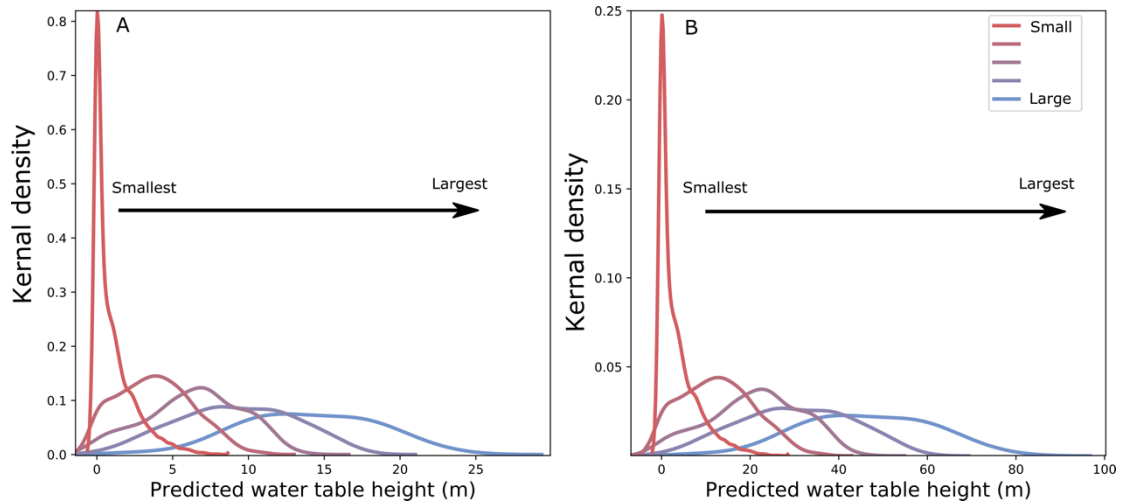 A
0.8
0.7
0.6
0.5
0.4
0.3
0.2
0.1
0.0
Kernal density
Smallest
Largest
0
5
10
15
20
25
Predicted water table height (m)
B
0.25
0.20
0.15
0.10
0.05
Kernal density
Small
Large
Smallest
Largest
0
20
40
60
80
100
Predicted water table height (m)